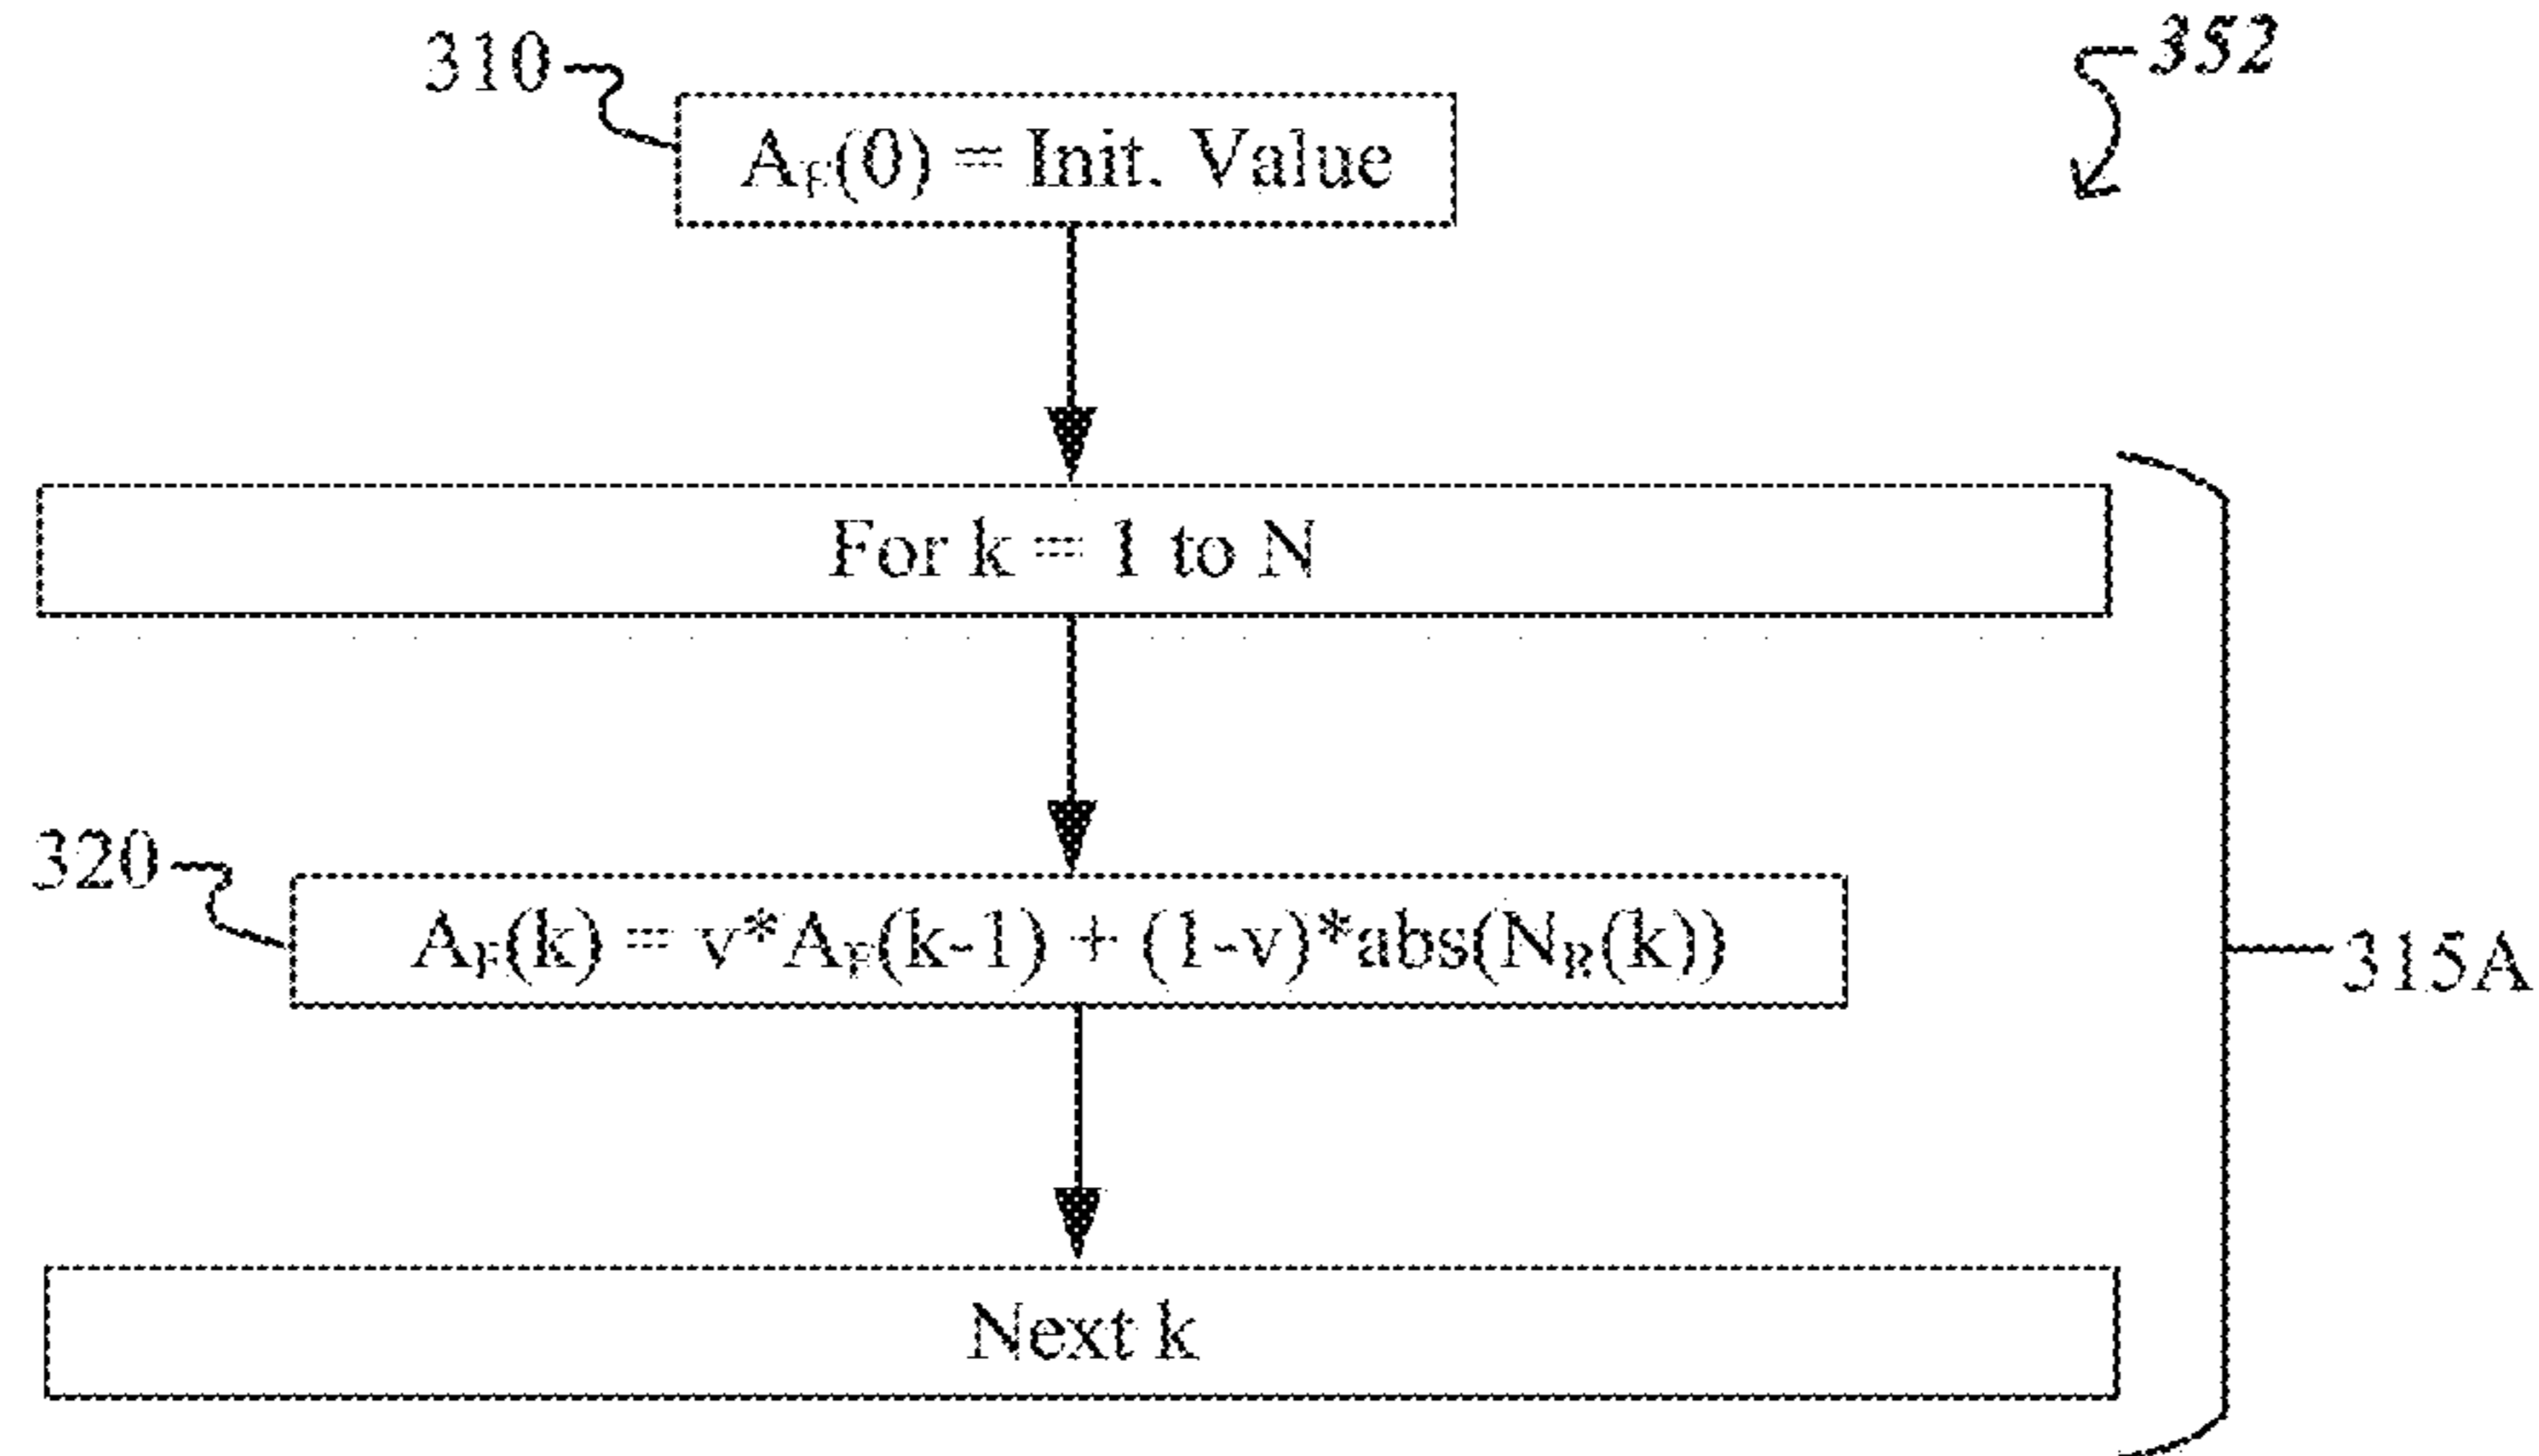 310
352
A_F(0) = Init. Value
For k = 1 to N
320
A_F(k) = v*A_F(k-1) + (1-v)*abs(N_R(k))
315A
Next k